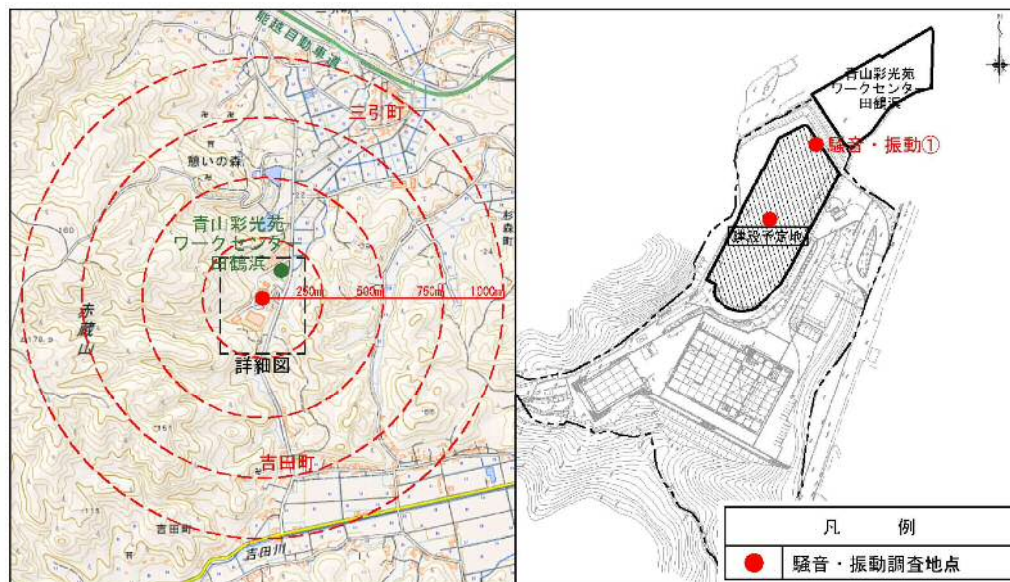 能越自動車道
三引町
憩いの森
青山彩光苑
ワークセンター
田鶴浜
杉森町
赤蔵山
250m
500m
750m
1000m
詳細図
吉田町
吉田町
吉田川
青山彩光苑
ワークセンター
田鶴浜
騒音・振動①
建設予定地
凡 例
騒音・振動調査地点